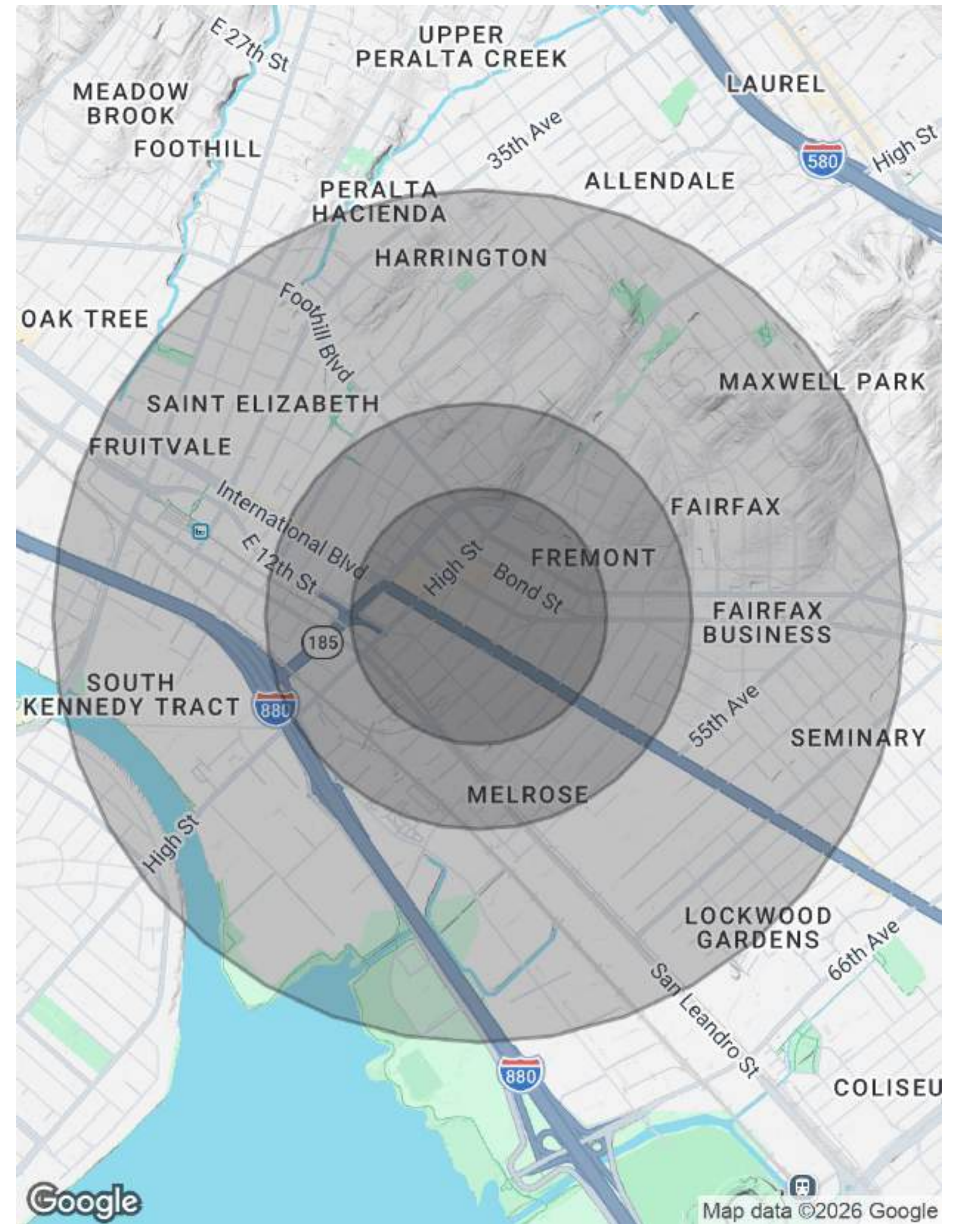 E 27th St
UPPER
PERALTA CREEK
LAUREL
MEADOW
BROOK
FOOTHILL
35th Ave
580
High St
PERALTA
HACIENDA
ALLENDALE
HARRINGTON
OAK TREE
Foothill Blvd
MAXWELL PARK
SAINT ELIZABETH
FRUITVALE
International Blvd
FAIRFAX
E 12th St
High St
FREMONT
Bond St
FAIRFAX
BUSINESS
185
SOUTH
KENNEDY TRACT
880
55th Ave
SEMINARY
MELROSE
High St
LOCKWOOD
GARDENS
66th Ave
San Leandro St
880
COLISEU
Google
Map data ©2026 Google